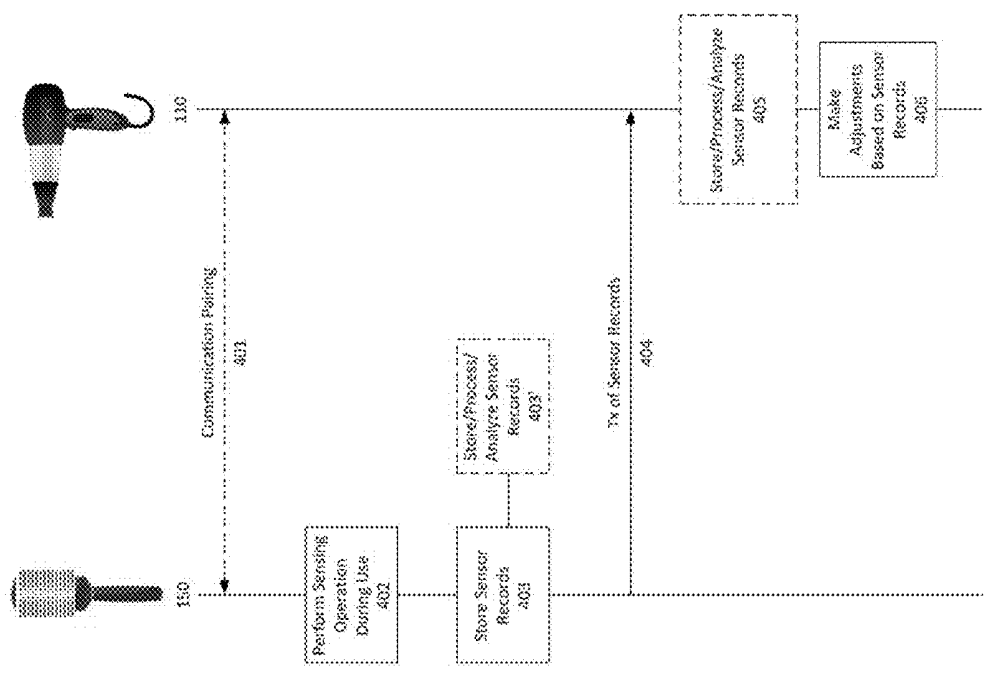 150
110
Communication Pairing
401
Perform Sensing
Operation
During Use
402
Store Sensor
Records
403
Store/Process/
Analyze Sensor
Records
403'
Tx of Sensor Records
404
Store/Process/Analyze
Sensor Records
405
Make
Adjustments
Based on Sensor
Records
406